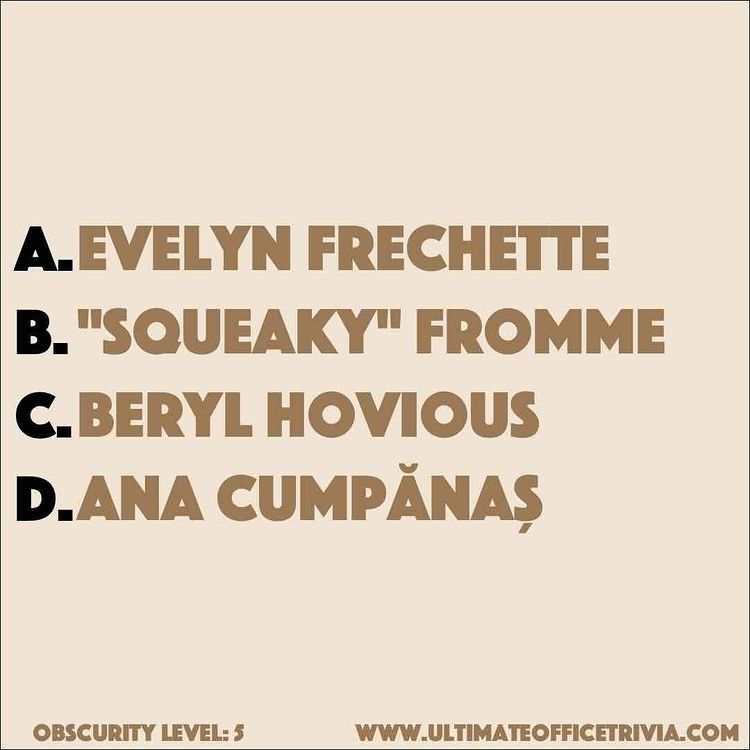 A. EVELYN FRECHETTE
B. "SQUEAKY" FROMME
C. BERYL HOVIOUS
D. ANA CUMPĂNAȘ
OBSCURITY LEVEL: 5 WWW.ULTIMATEOFFICETRIVIA.COM